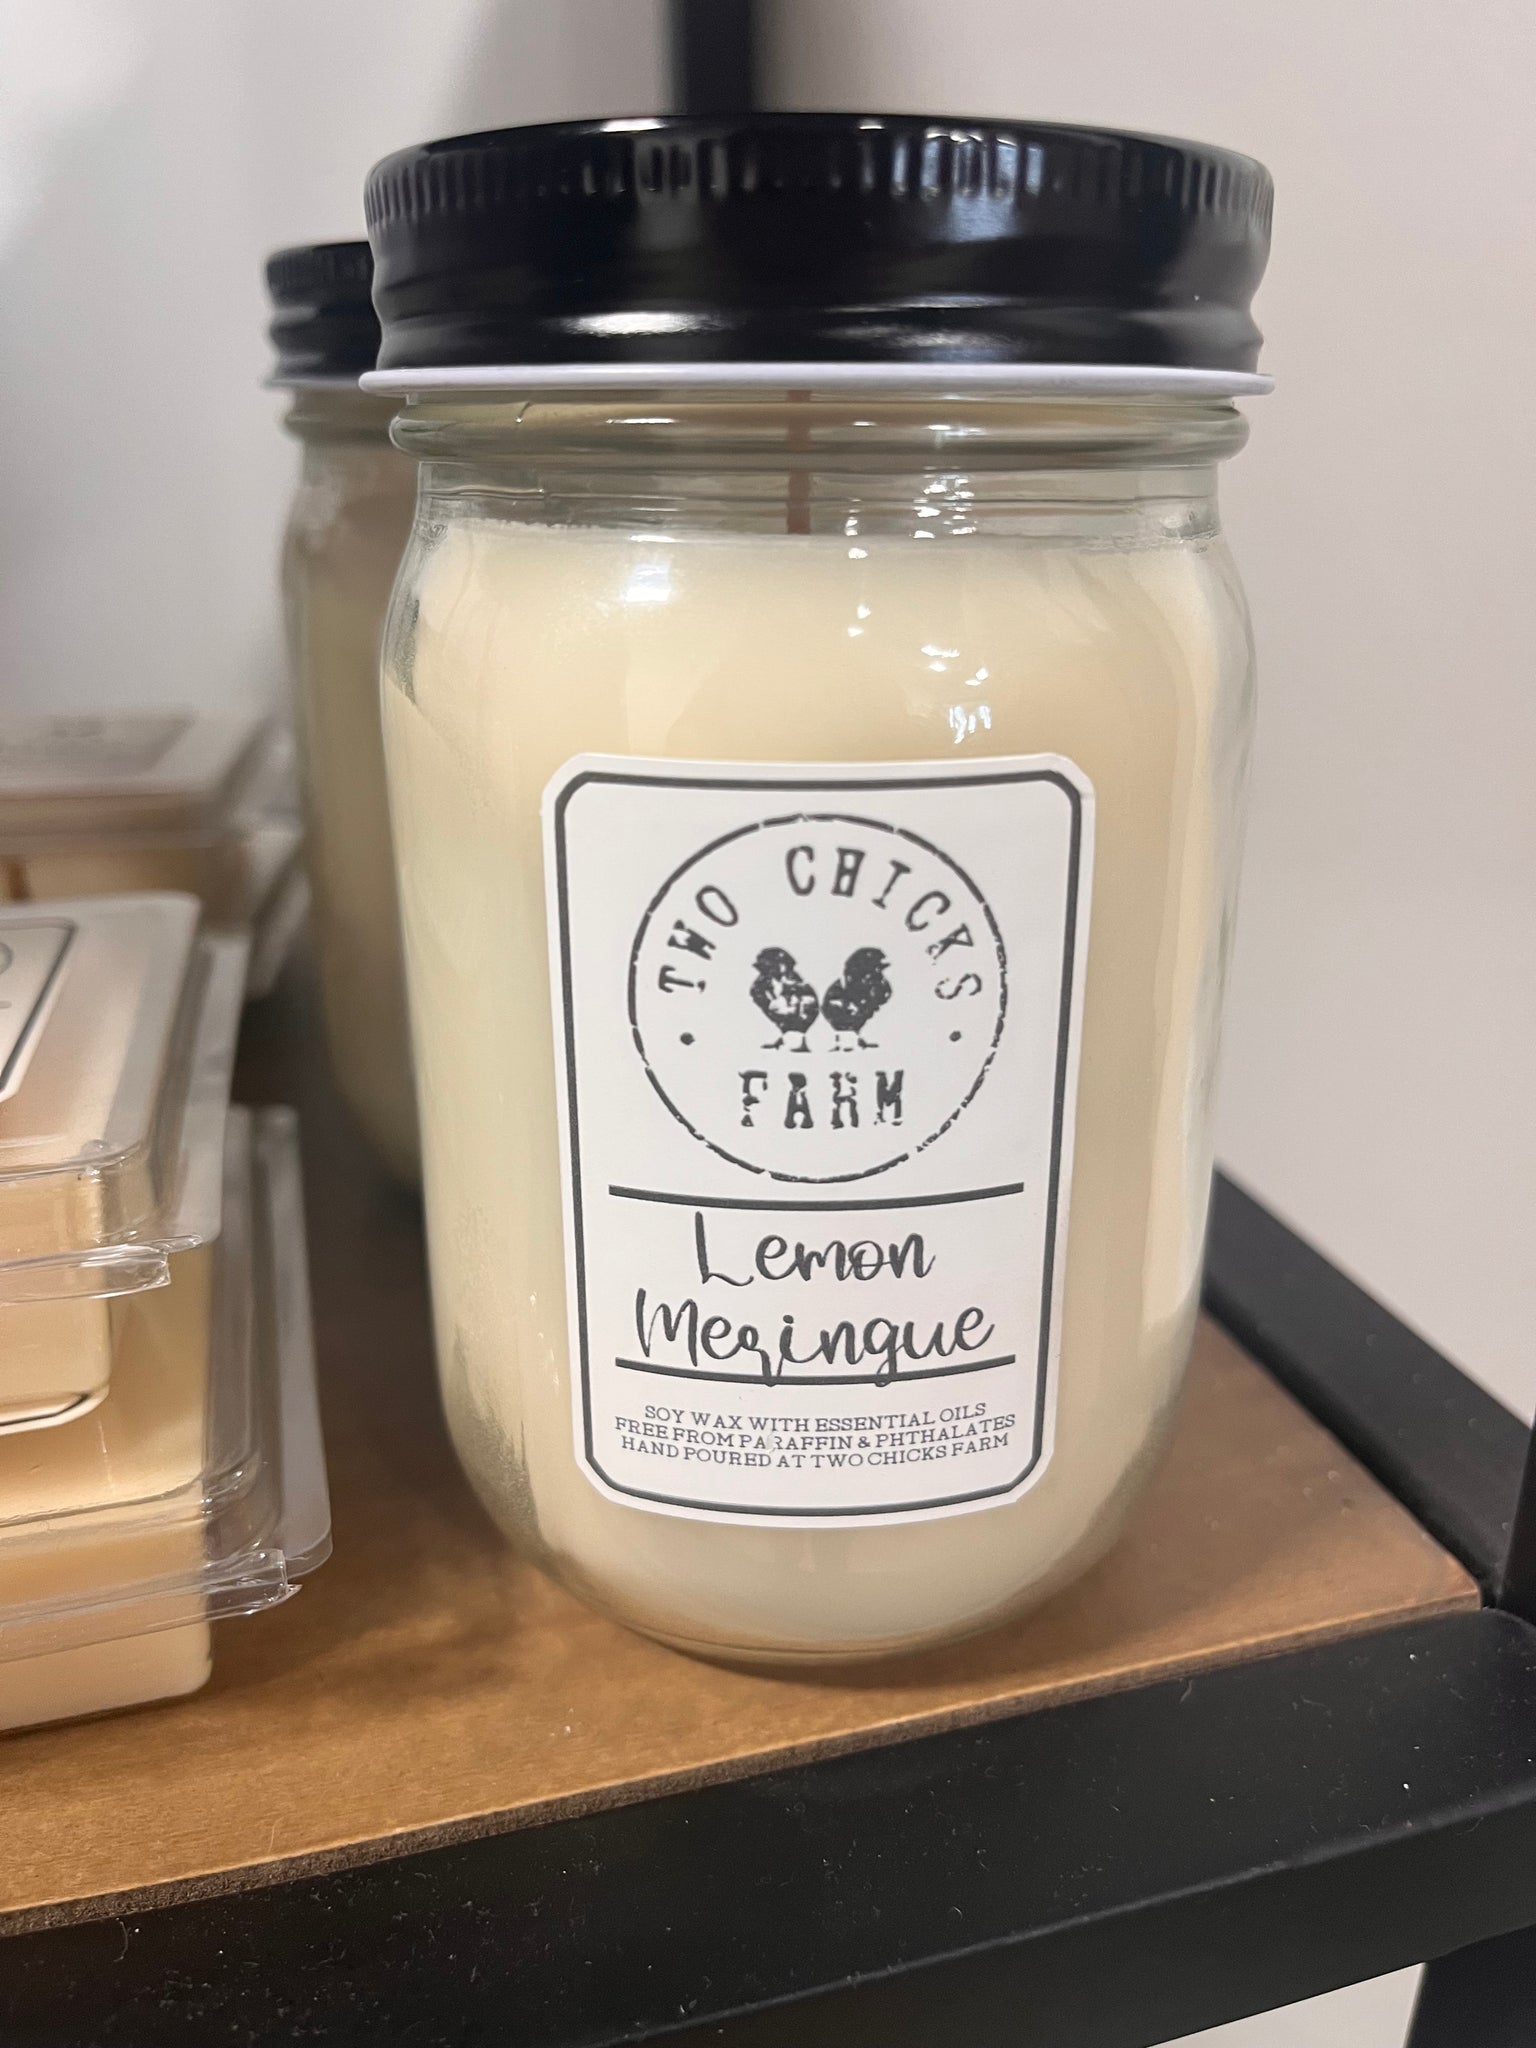 TWO CHICKS
FARM
Lemon
Meringue
SOY WAX WITH ESSENTIAL OILS
FREE FROM PARAFFIN & PHTHALATES
HAND POURED AT TWO CHICKS FARM